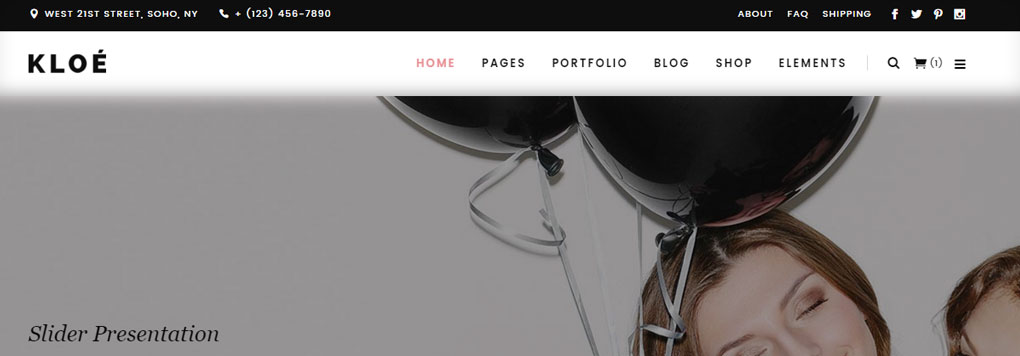 WEST 21ST STREET, SOHO, NY + (123) 456-7890 ABOUT FAQ SHIPPING
KLOÉ HOME PAGES PORTFOLIO BLOG SHOP ELEMENTS (1)
Slider Presentation